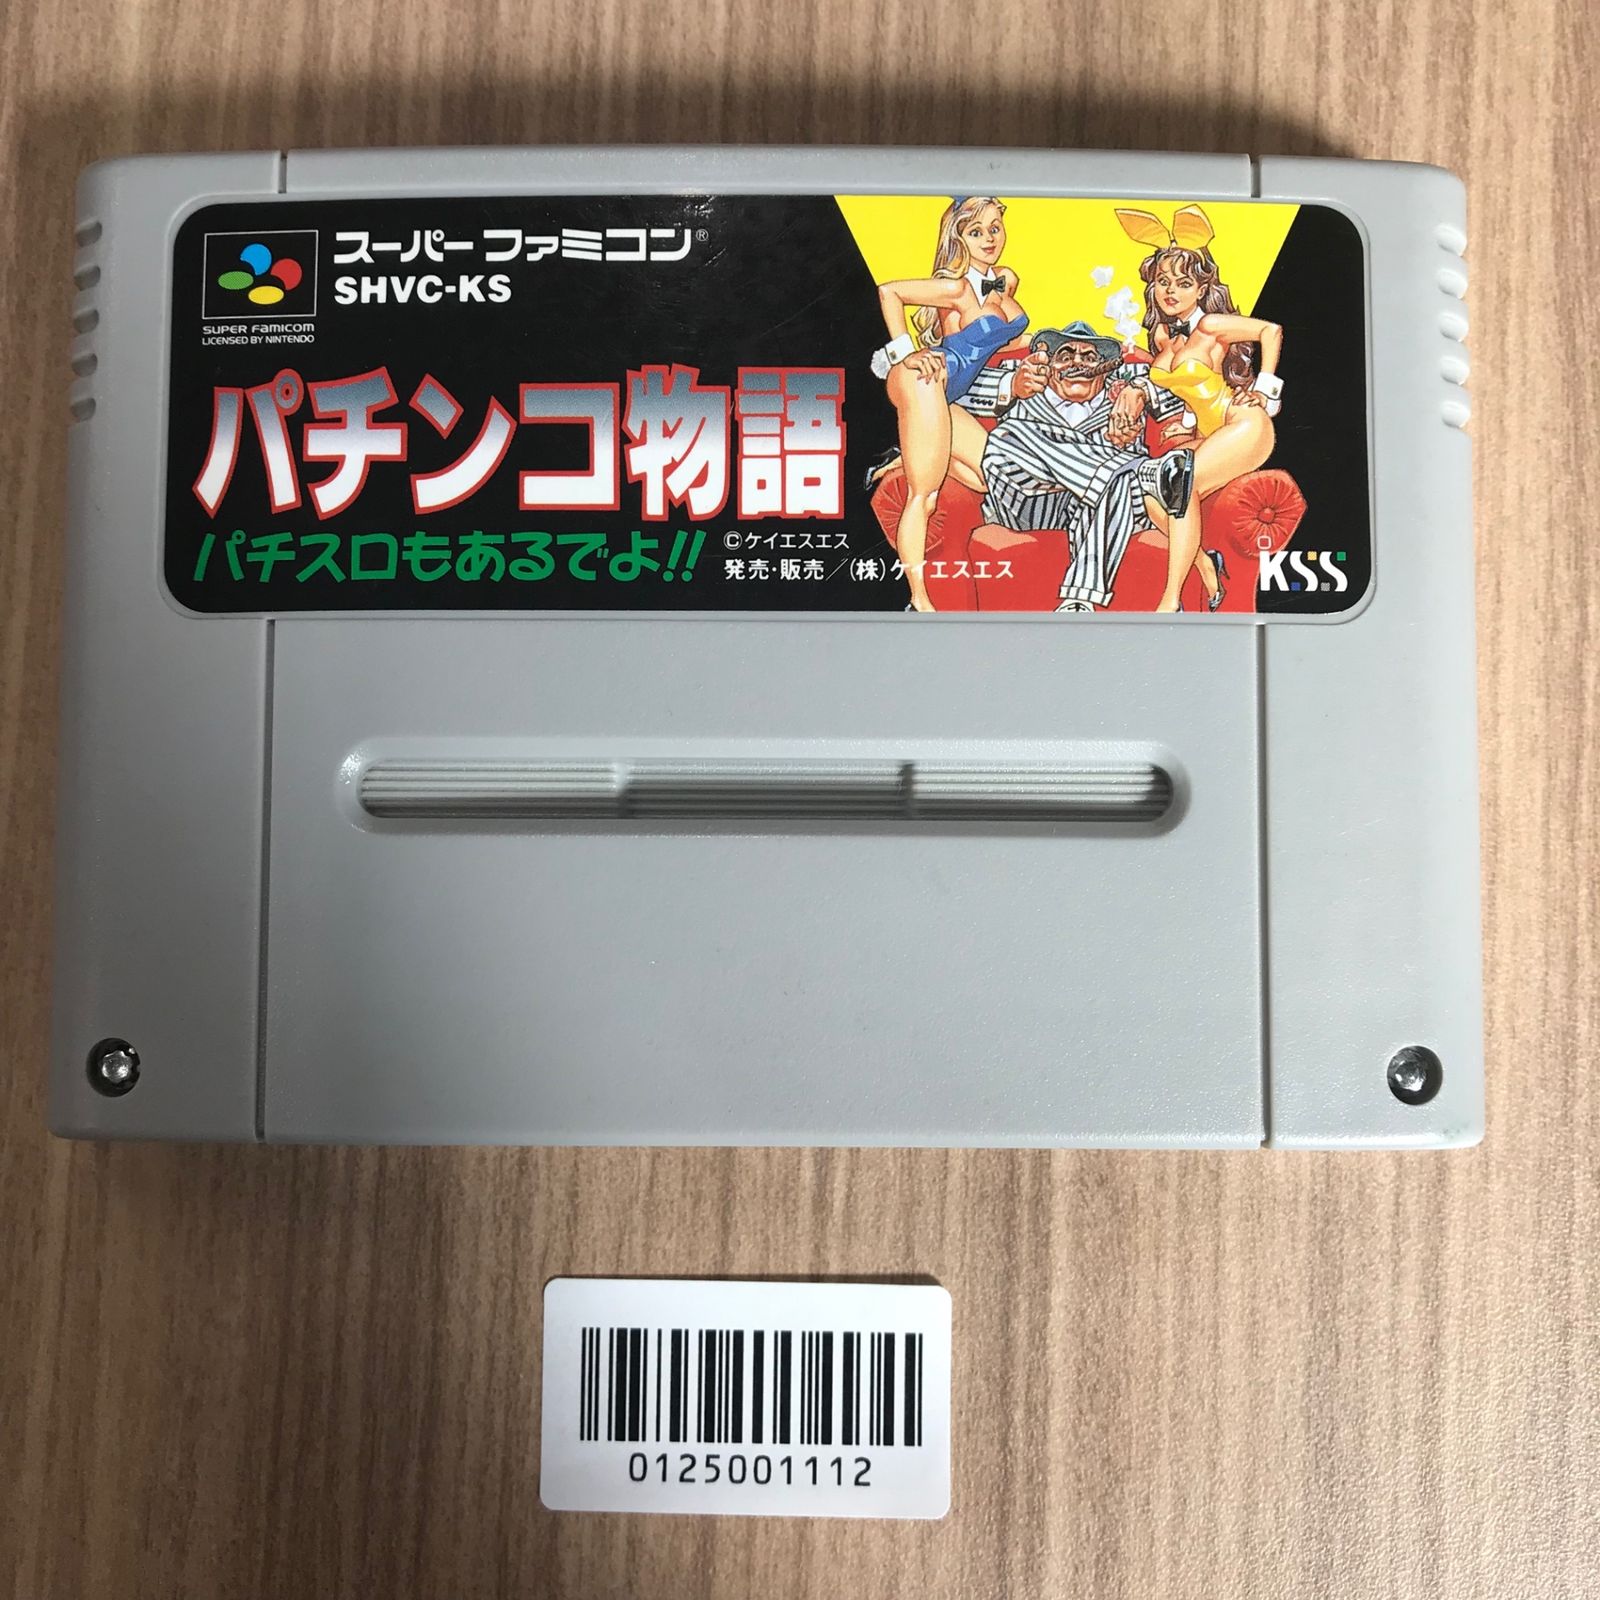 スーパーファミコン®
SHVC-KS
SUPER FAMICOM
LICENSED BY NINTENDO
パチンコ物語
パチスロもあるでよ!!
©ケイエスエス
発売・販売／(株)ケイエスエス
KSS
0125001112